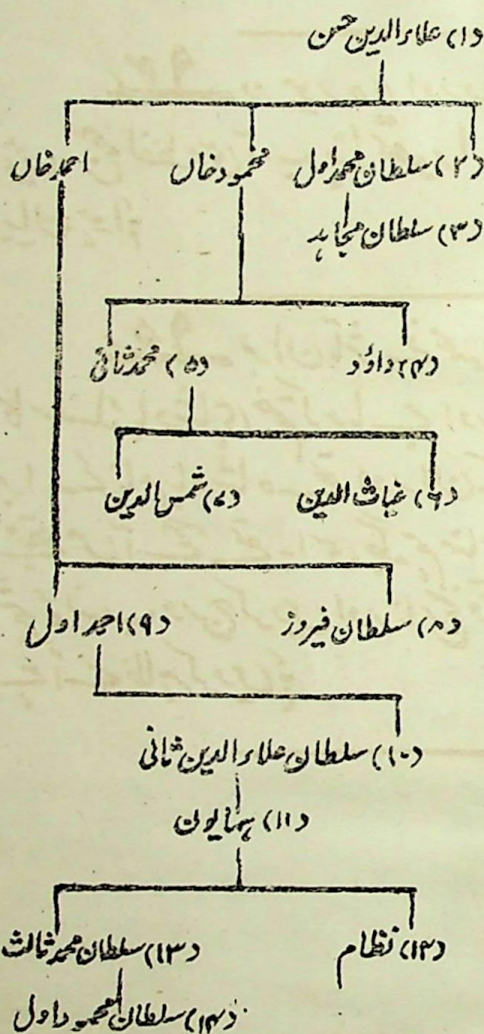 (۱) علاء الدین حسن
(۲) سلطان محمد اول محمود خاں احمد خاں
(۳) سلطان مجاہد
(۴) داؤد (۵) محمد ثانی
(۶) غیاث الدین (۷) شمس الدین
(۸) سلطان فیروز (۹) احمد اول
(۱۰) سلطان علاء الدین ثانی
(۱۱) ہمایون
(۱۲) نظام (۱۳) سلطان محمد ثالث
(۱۴) سلطان محمود اول